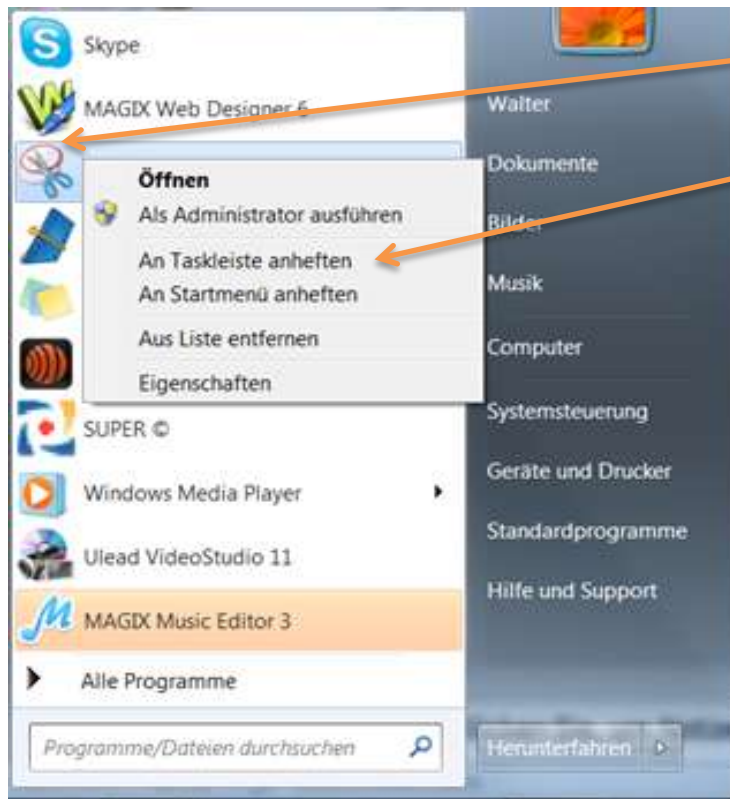 Skype
MAGIX Web Designer 6
Öffnen
Als Administrator ausführen
An Taskleiste anheften
An Startmenü anheften
Aus Liste entfernen
Eigenschaften
SUPER ©
Windows Media Player
Ulead VideoStudio 11
MAGIX Music Editor 3
Alle Programme
Programme/Dateien durchsuchen
Walter
Dokumente
Bilder
Musik
Computer
Systemsteuerung
Geräte und Drucker
Standardprogramme
Hilfe und Support
Herunterfahren